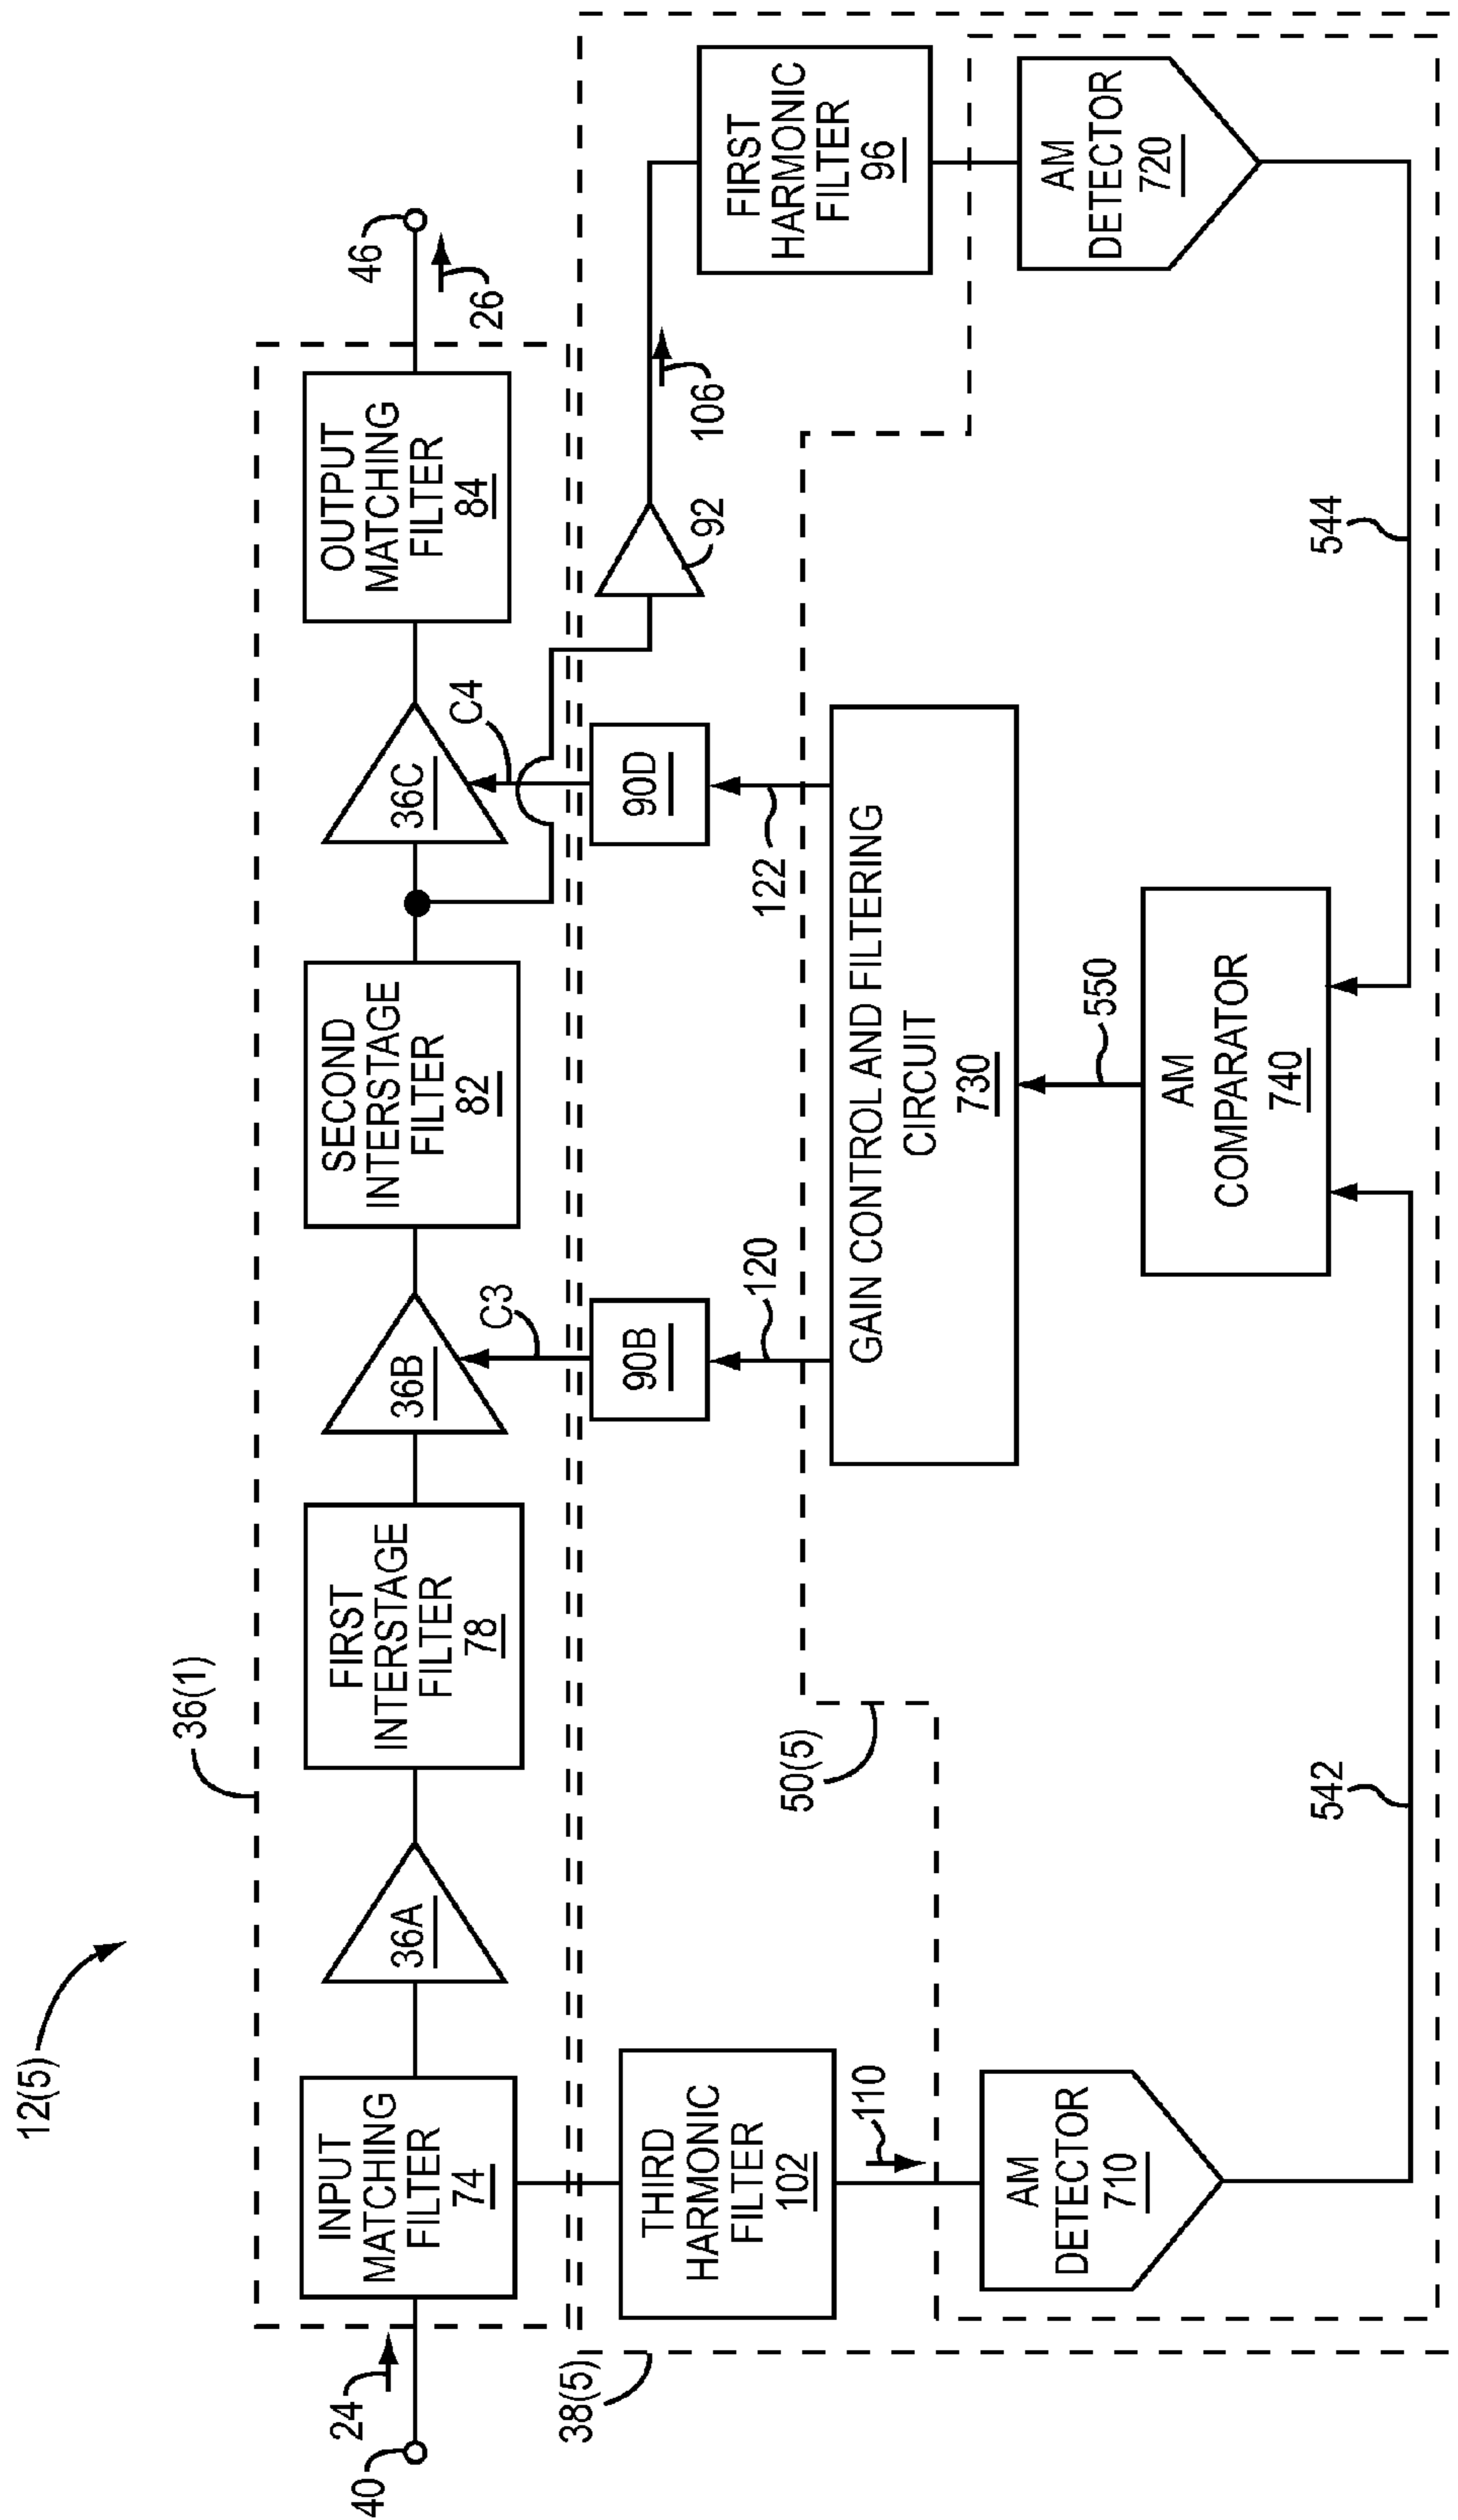 12(5)
36(1)
40
24
INPUT
MATCHING
FILTER
74
36A
FIRST
INTERSTAGE
FILTER
78
36B
SECOND
INTERSTAGE
FILTER
82
36C
OUTPUT
MATCHING
FILTER
84
46
26
C3
C4
38(5)
THIRD
HARMONIC
FILTER
102
110
90B
90D
92
106
FIRST
HARMONIC
FILTER
96
120
122
50(5)
GAIN CONTROL AND FILTERING
CIRCUIT
730
AM
DETECTOR
710
AM
DETECTOR
720
550
AM
COMPARATOR
740
542
544